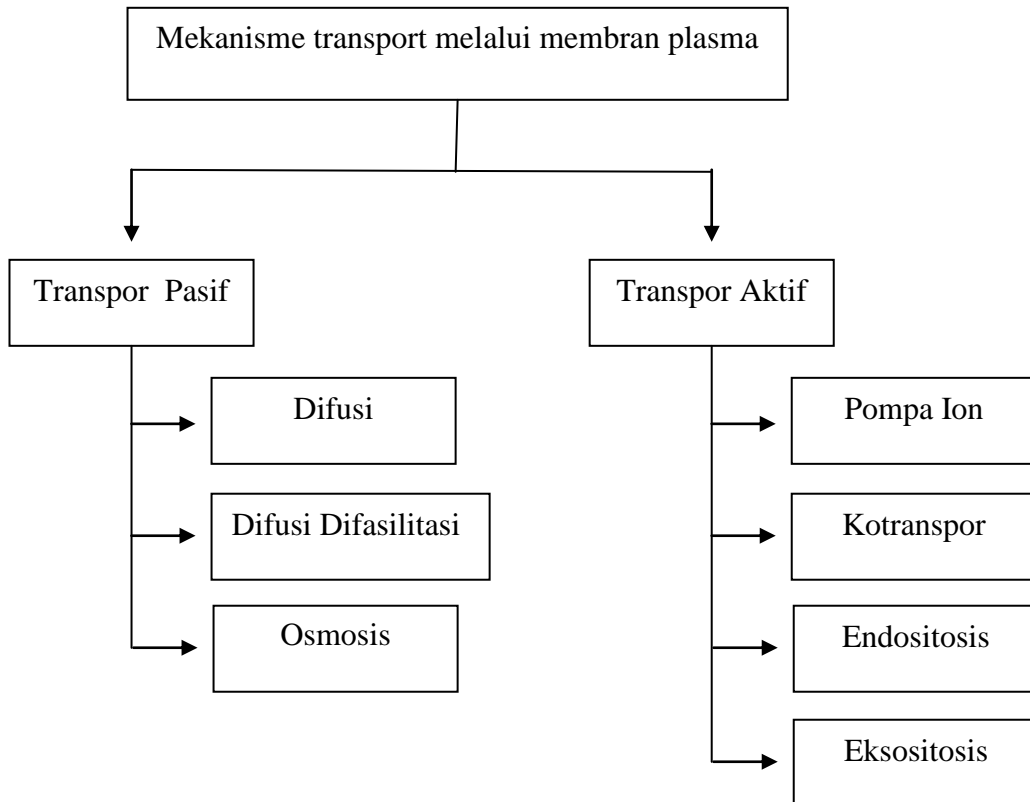 Mekanisme transport melalui membran plasma
Transpor Pasif
Transpor Aktif
Difusi
Difusi Difasilitasi
Osmosis
Pompa Ion
Kotranspor
Endositosis
Eksositosis